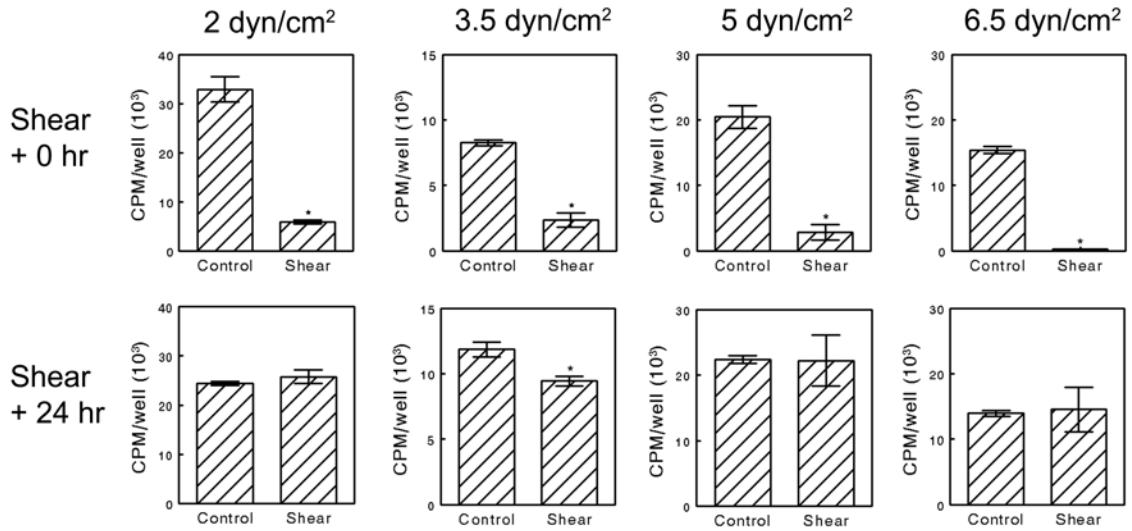 2 dyn/cm² 3.5 dyn/cm² 5 dyn/cm² 6.5 dyn/cm²
Shear
+ 0 hr
CPM/well (10³)
40
30
20
10
0
Control Shear
*
CPM/well (10³)
15
10
5
0
Control Shear
*
CPM/well (10³)
30
20
10
0
Control Shear
*
CPM/well (10³)
30
20
10
0
Control Shear
*
Shear
+ 24 hr
CPM/well (10³)
40
30
20
10
0
Control Shear
CPM/well (10³)
15
10
5
0
Control Shear
*
CPM/well (10³)
30
20
10
0
Control Shear
CPM/well (10³)
30
20
10
0
Control Shear